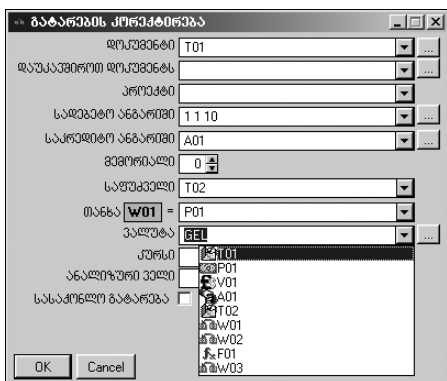 გატარების კორექტირება
დოკუმენტი T01
დაუკავშიროთ დოკუმენტს
პროექტი
სადებეტო ანგარიში 1 1 10
საკრედიტო ანგარიში A01
მემორიალი 0
საფუძველი T02
თანხა W01 = P01
ვალუტა GEL
კურსი
ანალიზური ველი
სასაქონლო გატარება
T01
P01
V01
A01
T02
W01
W02
F01
W03
OK Cancel